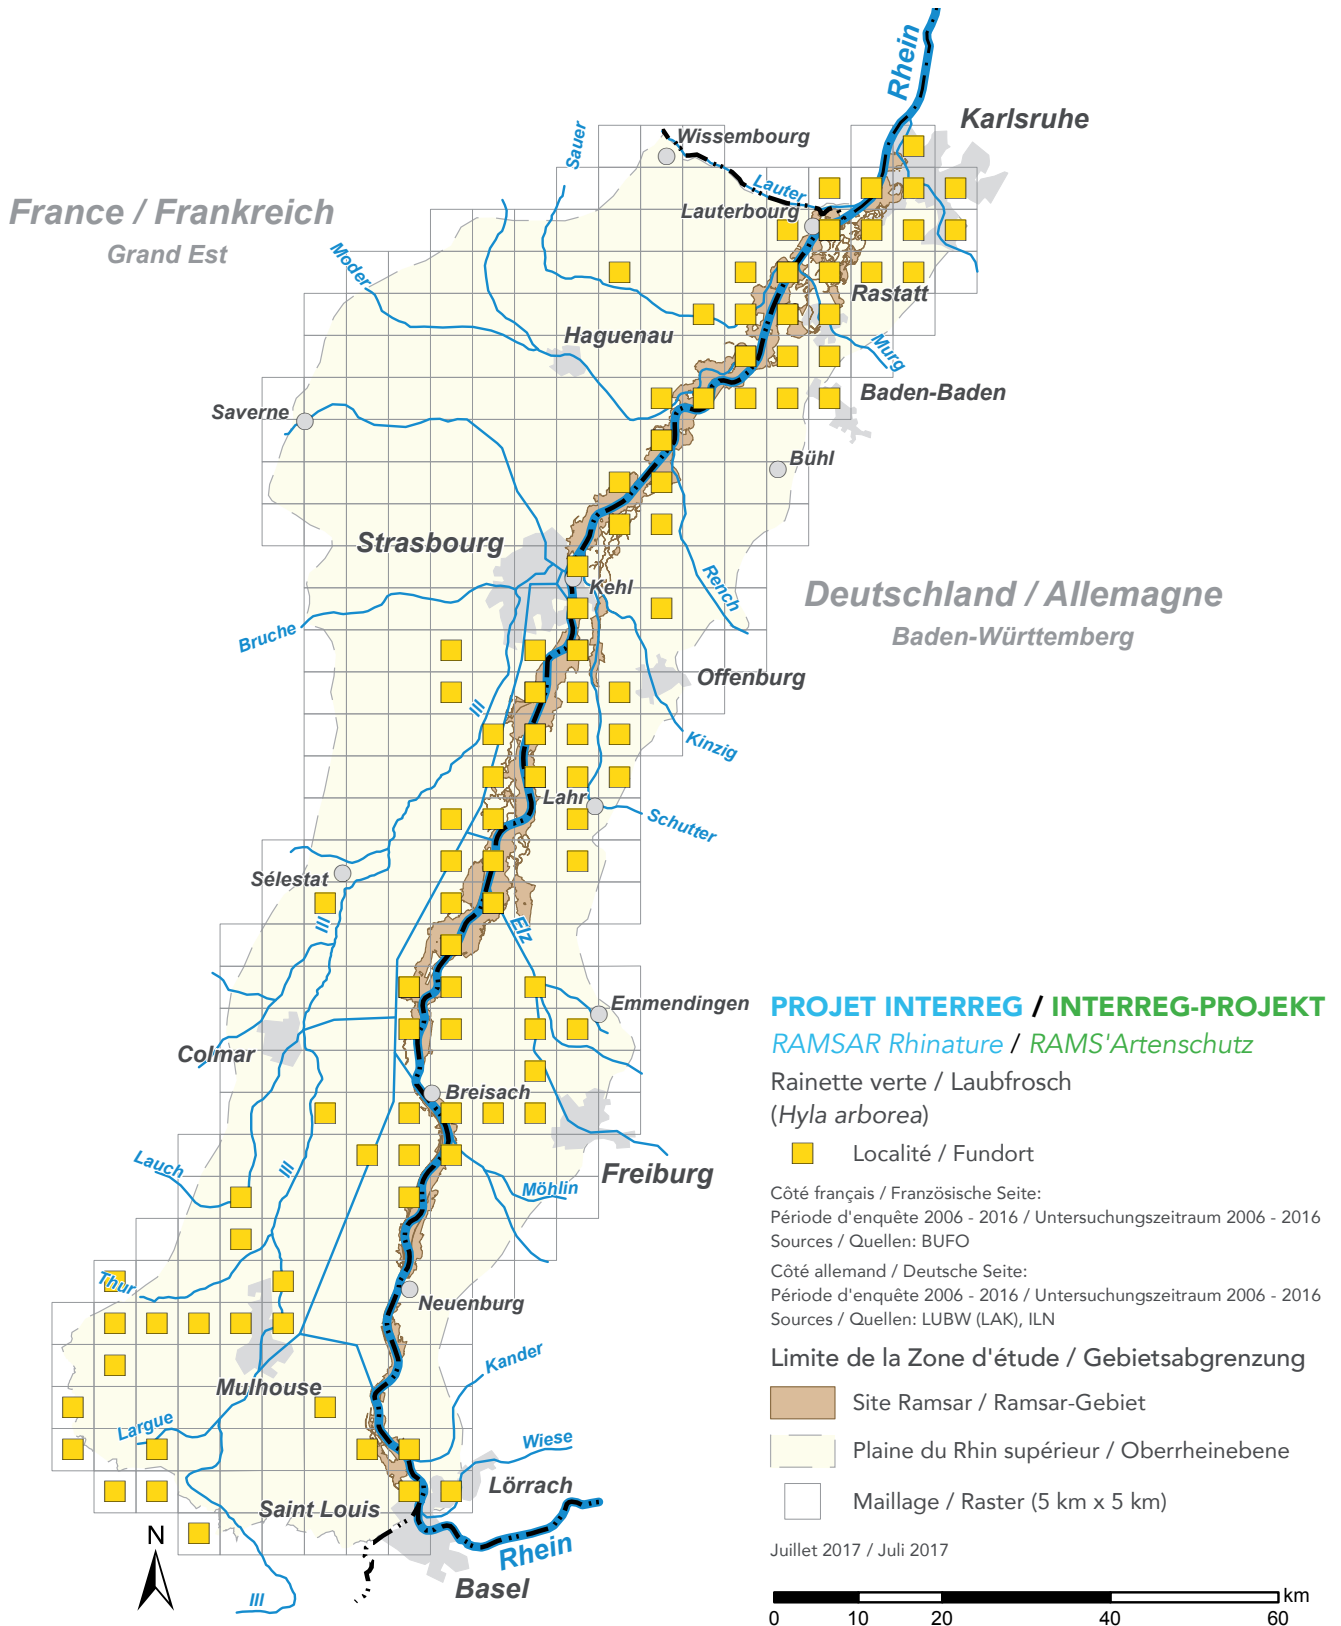 Rhein
Karlsruhe
Wissembourg
Sauer
Lauter
Lauterbourg
France / Frankreich
Grand Est
Moder
Rastatt
Haguenau
Murg
Baden-Baden
Saverne
Bühl
Strasbourg
Kehl
Rench
Deutschland / Allemagne
Baden-Württemberg
Bruche
Offenburg
Ill
Kinzig
Lahr
Schutter
Sélestat
Ill
Elz
Emmendingen
Colmar
Breisach
Lauch
Ill
Freiburg
Möhlin
Thur
Neuenburg
Kander
Mulhouse
Largue
Wiese
Lörrach
Saint Louis
Rhein
Basel
Ill
N
PROJET INTERREG / INTERREG-PROJEKT
RAMSAR Rhinature / RAMS'Artenschutz
Rainette verte / Laubfrosch
(Hyla arborea)
Localité / Fundort
Côté français / Französische Seite:
Période d'enquête 2006 - 2016 / Untersuchungszeitraum 2006 - 2016
Sources / Quellen: BUFO
Côté allemand / Deutsche Seite:
Période d'enquête 2006 - 2016 / Untersuchungszeitraum 2006 - 2016
Sources / Quellen: LUBW (LAK), ILN
Limite de la Zone d'étude / Gebietsabgrenzung
Site Ramsar / Ramsar-Gebiet
Plaine du Rhin supérieur / Oberrheinebene
Maillage / Raster (5 km x 5 km)
Juillet 2017 / Juli 2017
km
0 10 20 40 60